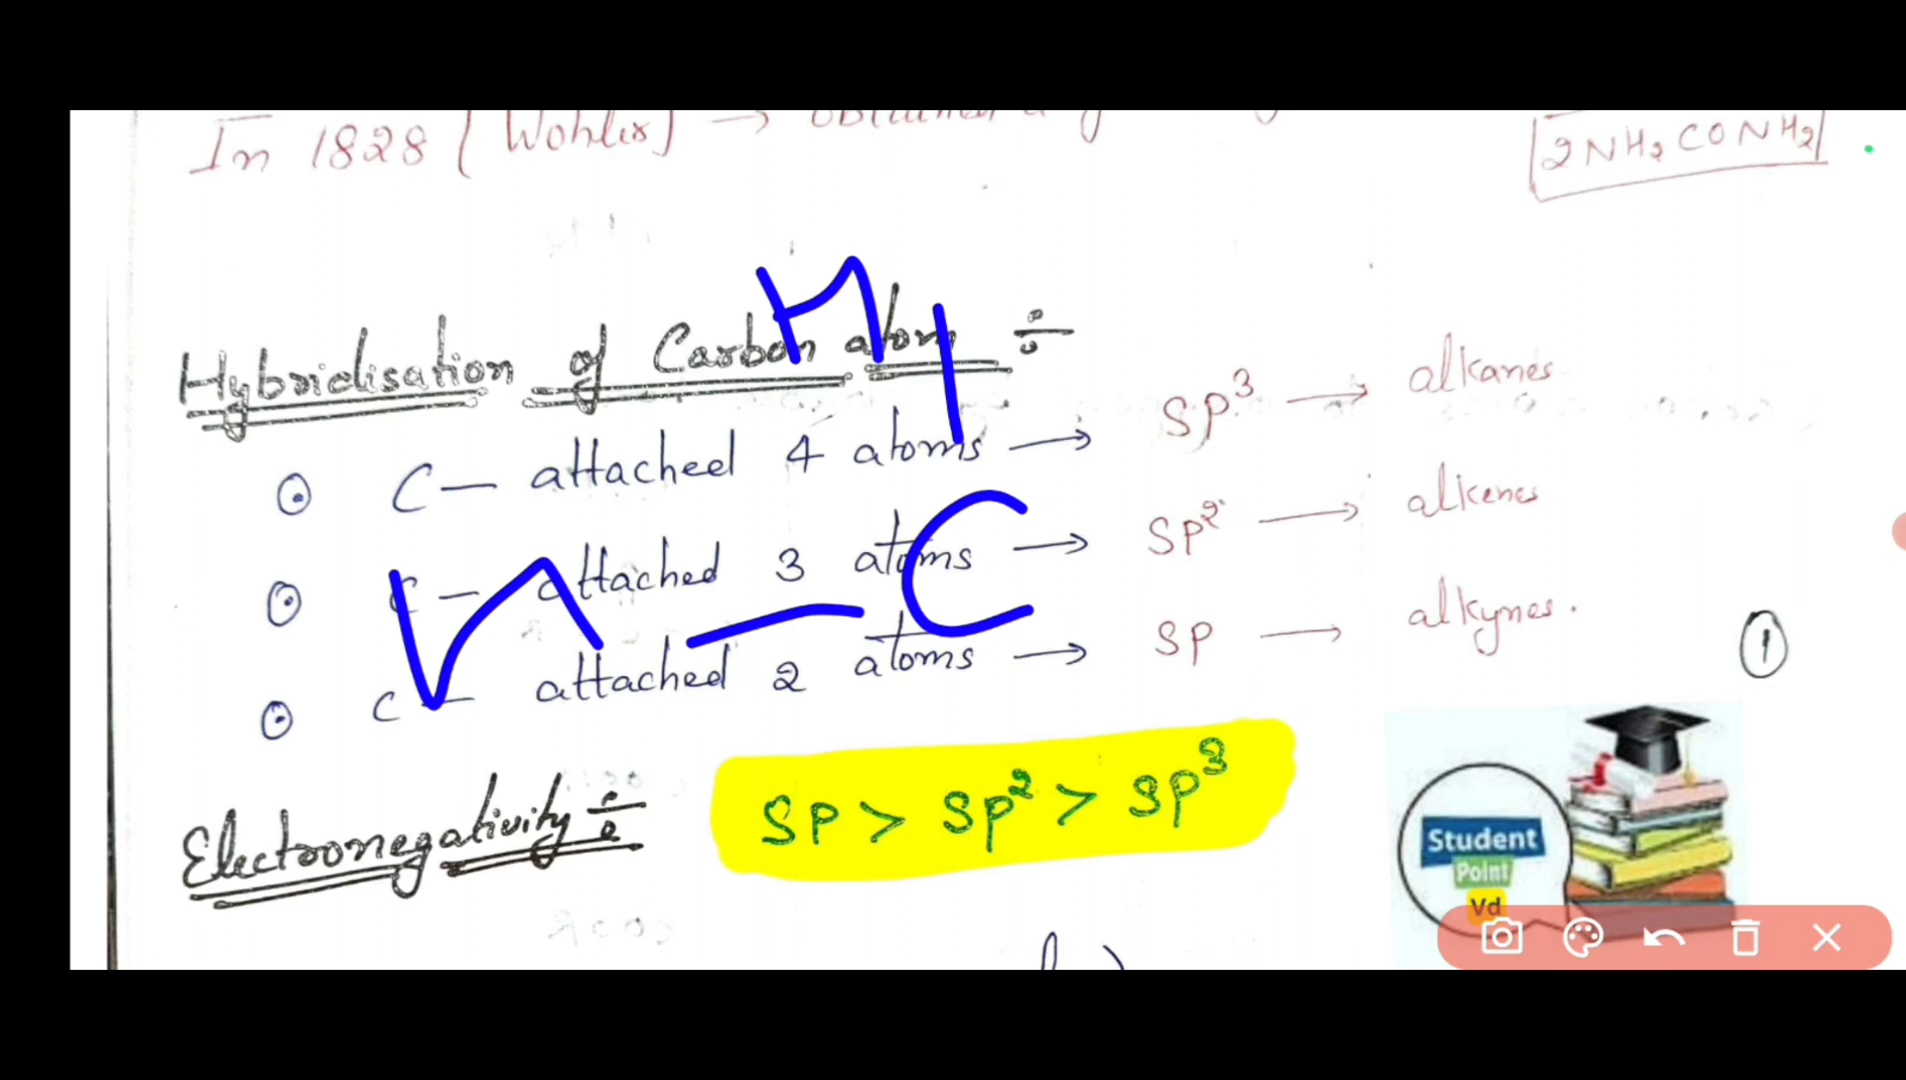 In 1828 (Wohler) →
2NH₂CONH₂
Hybridisation of Carbon atom ÷
⊙ C — attached 4 atoms → SP³ → alkanes
⊙ C — attached 3 atoms → SP² → alkenes
⊙ C — attached 2 atoms → SP → alkynes.
1
Electronegativity ÷ SP > SP² > SP³
Student
Point
Vd